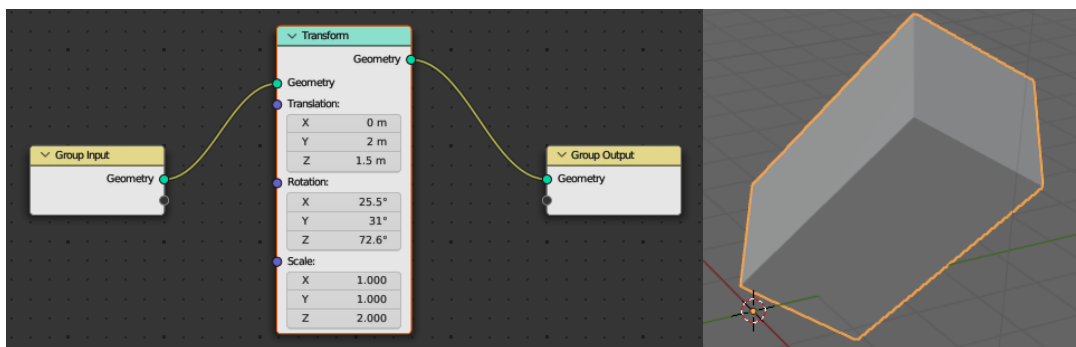 Transform
Geometry
Geometry
Translation:
X 0 m
Y 2 m
Z 1.5 m
Group Input
Geometry
Rotation:
X 25.5°
Y 31°
Z 72.6°
Scale:
X 1.000
Y 1.000
Z 2.000
Group Output
Geometry